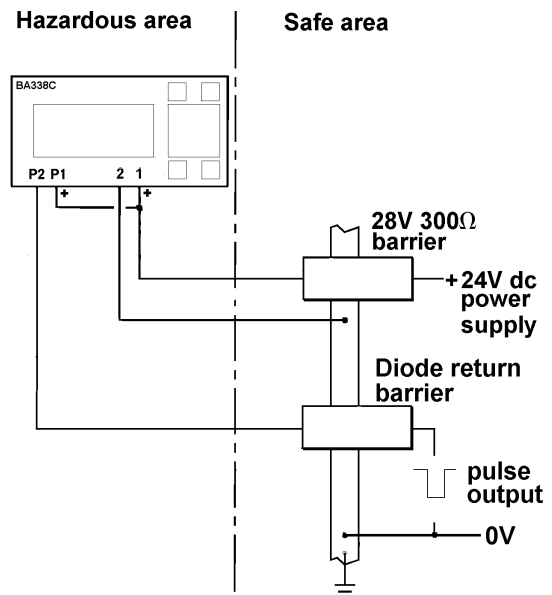 Hazardous area
Safe area
BA338C
P2 P1 2 1
+ +
28V 300Ω
barrier
+ 24V dc
power
supply
Diode return
barrier
pulse
output
0V